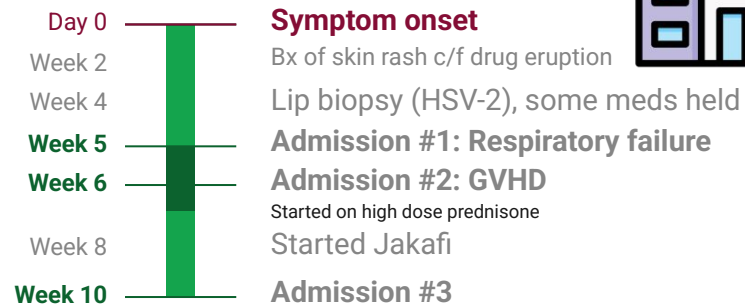 Day 0 Symptom onset
Week 2 Bx of skin rash c/f drug eruption
Week 4 Lip biopsy (HSV-2), some meds held
Week 5 Admission #1: Respiratory failure
Week 6 Admission #2: GVHD
Started on high dose prednisone
Week 8 Started Jakafi
Week 10 Admission #3